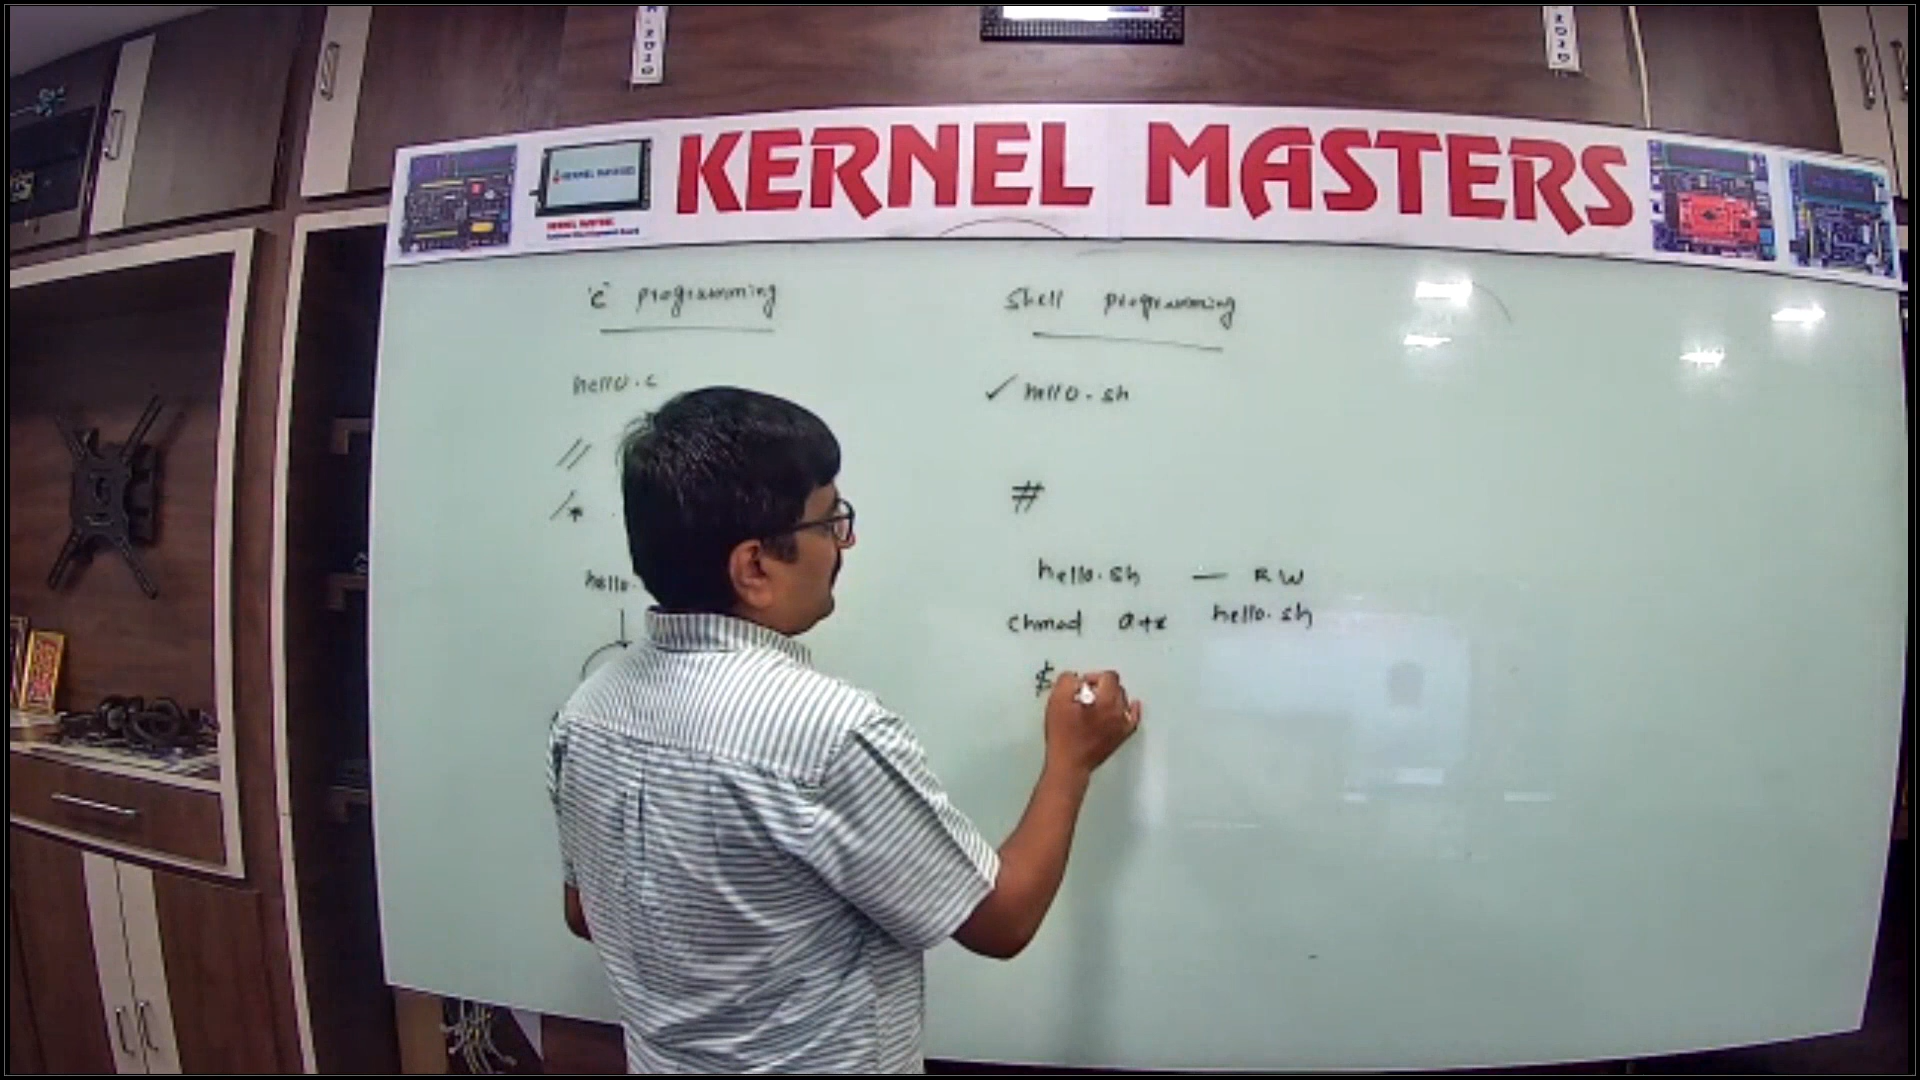 KERNEL MASTERS
'C' programming
Shell programming
hello.c
✓ hello.sh
//
#
/*
hello.
hello.sh — RW
chmod a+x hello.sh
$